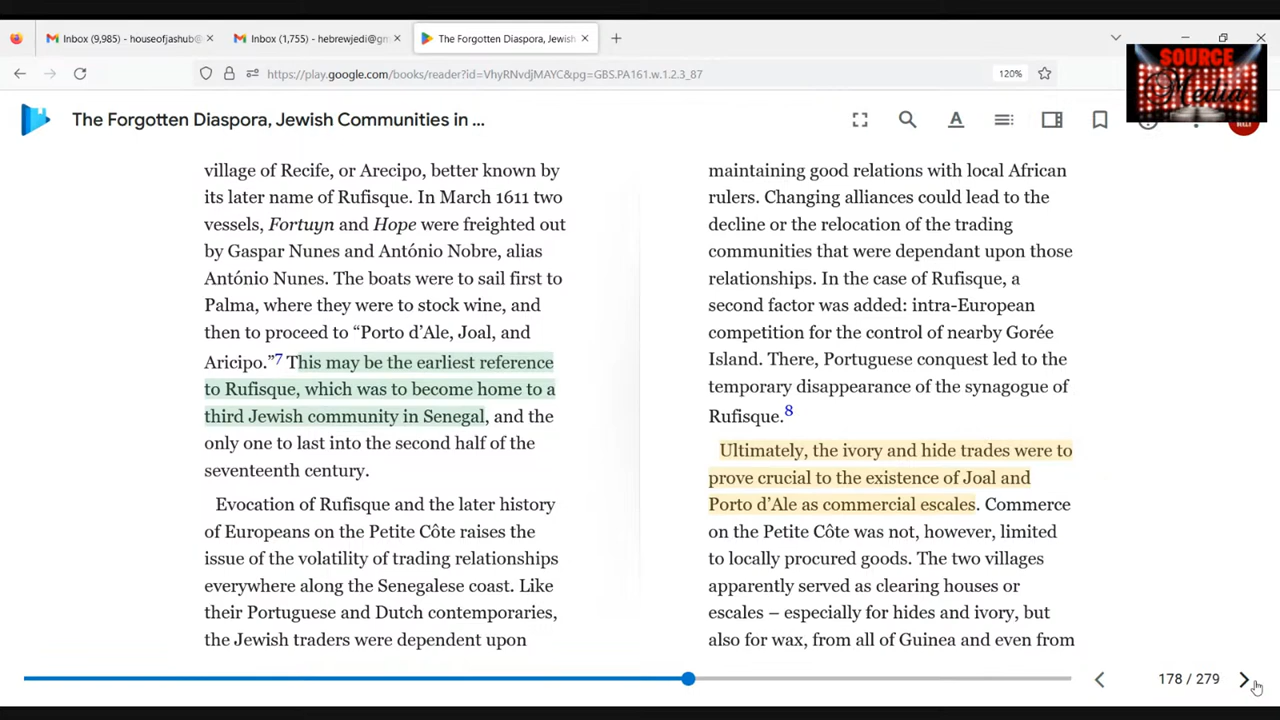 Inbox (9,985) - houseofjashub@
Inbox (1,755) - hebrewjedi@gm
The Forgotten Diaspora, Jewish
https://play.google.com/books/reader?id=VhyRNvdjMAYC&pg=GBS.PA161.w.1.2.3_87
120%
SOURCE
Media
The Forgotten Diaspora, Jewish Communities in ...
village of Recife, or Arecipo, better known by
its later name of Rufisque. In March 1611 two
vessels, Fortuyn and Hope were freighted out
by Gaspar Nunes and António Nobre, alias
António Nunes. The boats were to sail first to
Palma, where they were to stock wine, and
then to proceed to “Porto d’Ale, Joal, and
Aricipo.”7 This may be the earliest reference
to Rufisque, which was to become home to a
third Jewish community in Senegal, and the
only one to last into the second half of the
seventeenth century.
Evocation of Rufisque and the later history
of Europeans on the Petite Côte raises the
issue of the volatility of trading relationships
everywhere along the Senegalese coast. Like
their Portuguese and Dutch contemporaries,
the Jewish traders were dependent upon
maintaining good relations with local African
rulers. Changing alliances could lead to the
decline or the relocation of the trading
communities that were dependant upon those
relationships. In the case of Rufisque, a
second factor was added: intra-European
competition for the control of nearby Gorée
Island. There, Portuguese conquest led to the
temporary disappearance of the synagogue of
Rufisque.8
Ultimately, the ivory and hide trades were to
prove crucial to the existence of Joal and
Porto d’Ale as commercial escales. Commerce
on the Petite Côte was not, however, limited
to locally procured goods. The two villages
apparently served as clearing houses or
escales – especially for hides and ivory, but
also for wax, from all of Guinea and even from
178 / 279